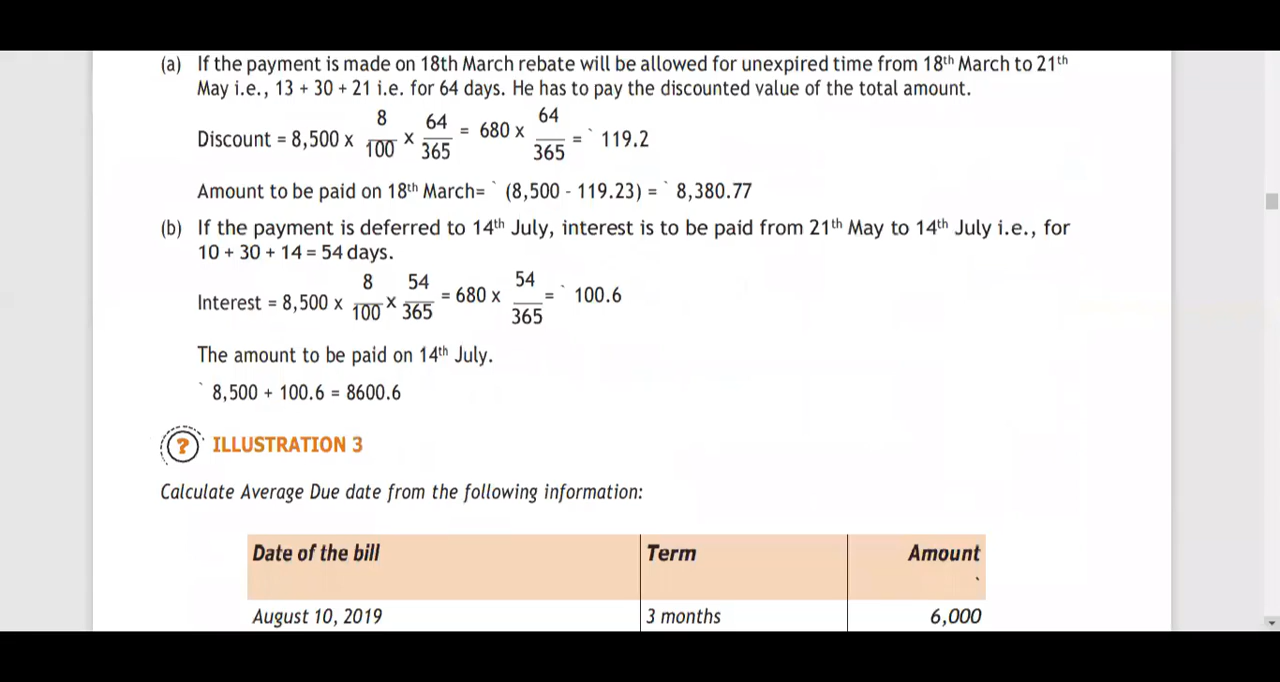 (a) If the payment is made on 18th March rebate will be allowed for unexpired time from 18th March to 21th
May i.e., 13 + 30 + 21 i.e. for 64 days. He has to pay the discounted value of the total amount.
Discount = 8,500 x 8/100 x 64/365 = 680 x 64/365 = ` 119.2
Amount to be paid on 18th March= ` (8,500 - 119.23) = ` 8,380.77
(b) If the payment is deferred to 14th July, interest is to be paid from 21th May to 14th July i.e., for
10 + 30 + 14 = 54 days.
Interest = 8,500 x 8/100 x 54/365 = 680 x 54/365 = ` 100.6
The amount to be paid on 14th July.
` 8,500 + 100.6 = 8600.6
? ILLUSTRATION 3
Calculate Average Due date from the following information:
Date of the bill Term Amount
`
August 10, 2019 3 months 6,000